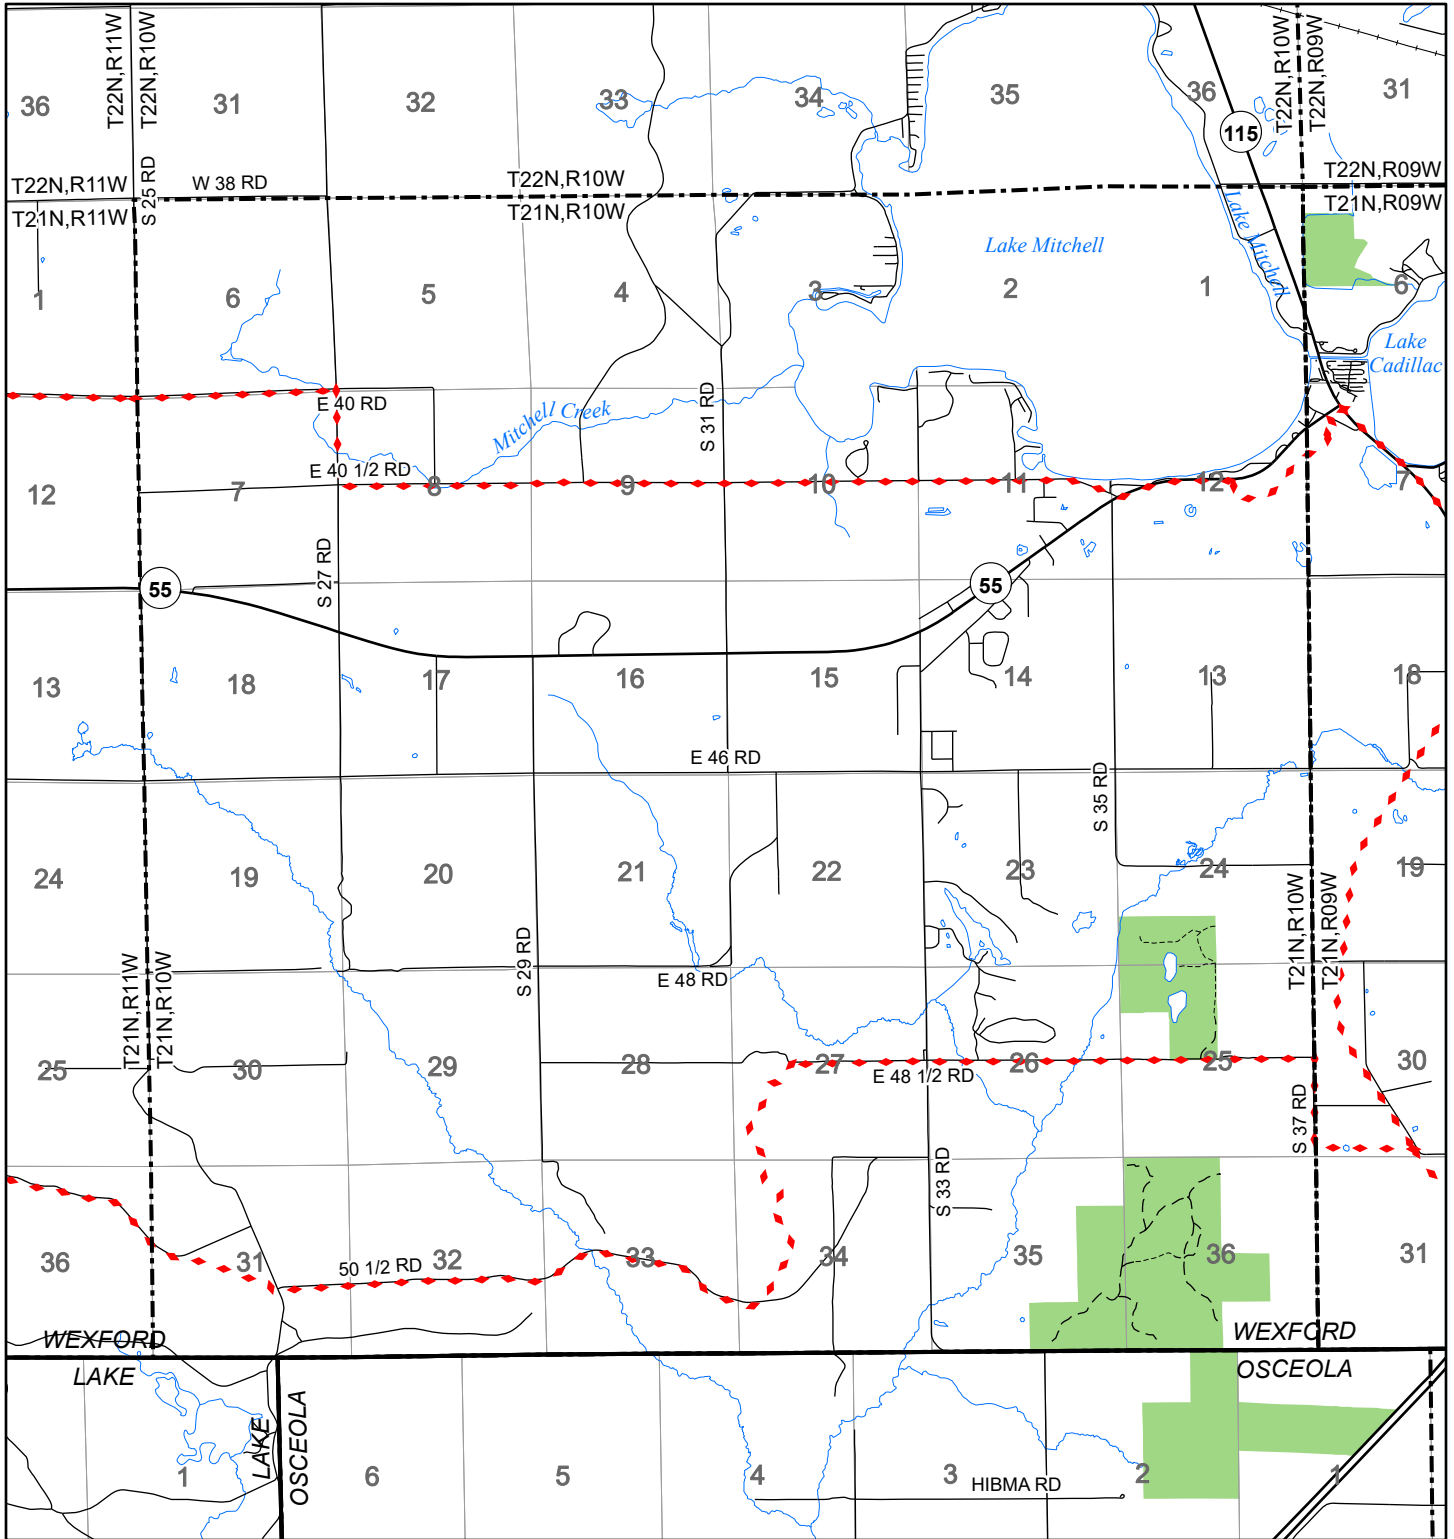 T22N,R11W
T22N,R10W
T22N,R10W
T22N,R09W
36
31
32
33
34
35
36
31
115
S 25 RD
W 38 RD
T22N,R11W
T21N,R11W
T22N,R10W
T21N,R10W
T22N,R09W
T21N,R09W
Lake Mitchell
Lake Mitchell
1
6
5
4
3
2
1
6
Lake
Cadillac
E 40 RD
Mitchell Creek
S 31 RD
E 40 1/2 RD
12
7
8
9
10
11
12
7
S 27 RD
55
55
13
18
17
16
15
14
13
18
E 46 RD
S 35 RD
24
19
20
21
22
23
24
19
S 29 RD
E 48 RD
T21N,R11W
T21N,R10W
T21N,R10W
T21N,R09W
25
30
29
28
27
26
25
30
E 48 1/2 RD
S 37 RD
S 33 RD
36
31
32
33
34
35
36
31
50 1/2 RD
WEXFORD
LAKE
WEXFORD
OSCEOLA
LAKE
OSCEOLA
1
6
5
4
3
2
1
HIBMA RD